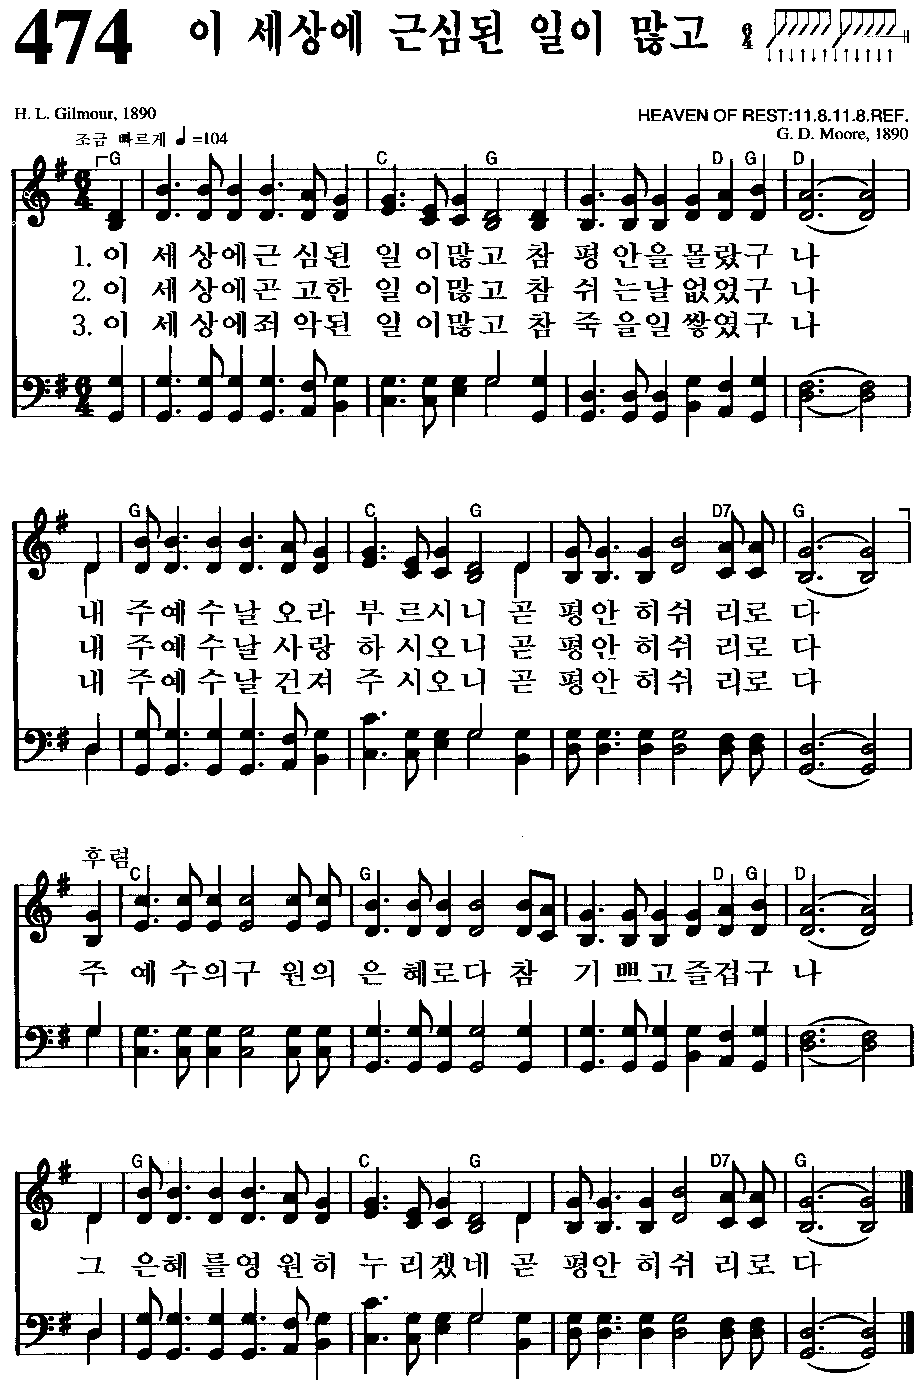 474 이 세상에 근심된 일이 많고 6/4
H. L. Gilmour, 1890
HEAVEN OF REST:11.8.11.8.REF.
G. D. Moore, 1890
조금 빠르게 ♩=104
G C G D G D
1. 이 세 상에근 심된 일 이많고 참 평 안을몰랐구 나
2. 이 세 상에곤 고한 일 이많고 참 쉬 는날없었구 나
3. 이 세 상에죄 악된 일 이많고 참 죽 을일쌓였구 나
G C G D7 G
내 주예 수날 오라 부 르시니 곧 평안 히쉬 리로 다
내 주예 수날 사랑 하 시오니 곧 평안 히쉬 리로 다
내 주예 수날 건져 주 시오니 곧 평안 히쉬 리로 다
후렴
C G D G D
주 예 수의구 원의 은 혜로다 참 기 쁘고즐겁구 나
G C G D7 G
그 은혜 를영 원히 누 리겠네 곧 평안 히쉬 리로 다